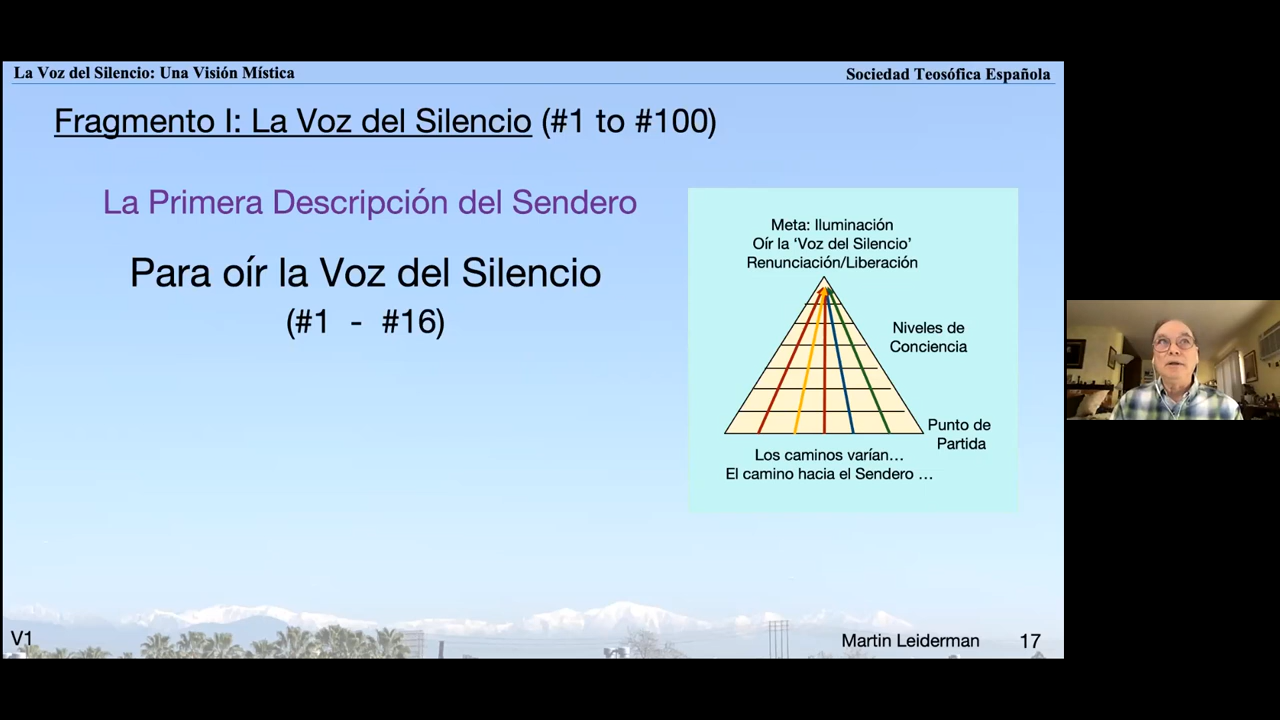 La Voz del Silencio: Una Visión Mística
Sociedad Teosófica Española
Fragmento I: La Voz del Silencio (#1 to #100)
La Primera Descripción del Sendero
Para oír la Voz del Silencio
(#1 - #16)
Meta: Iluminación
Oír la ‘Voz del Silencio’
Renunciación/Liberación
Niveles de
Conciencia
Punto de
Partida
Los caminos varían…
El camino hacia el Sendero …
V1
Martin Leiderman
17